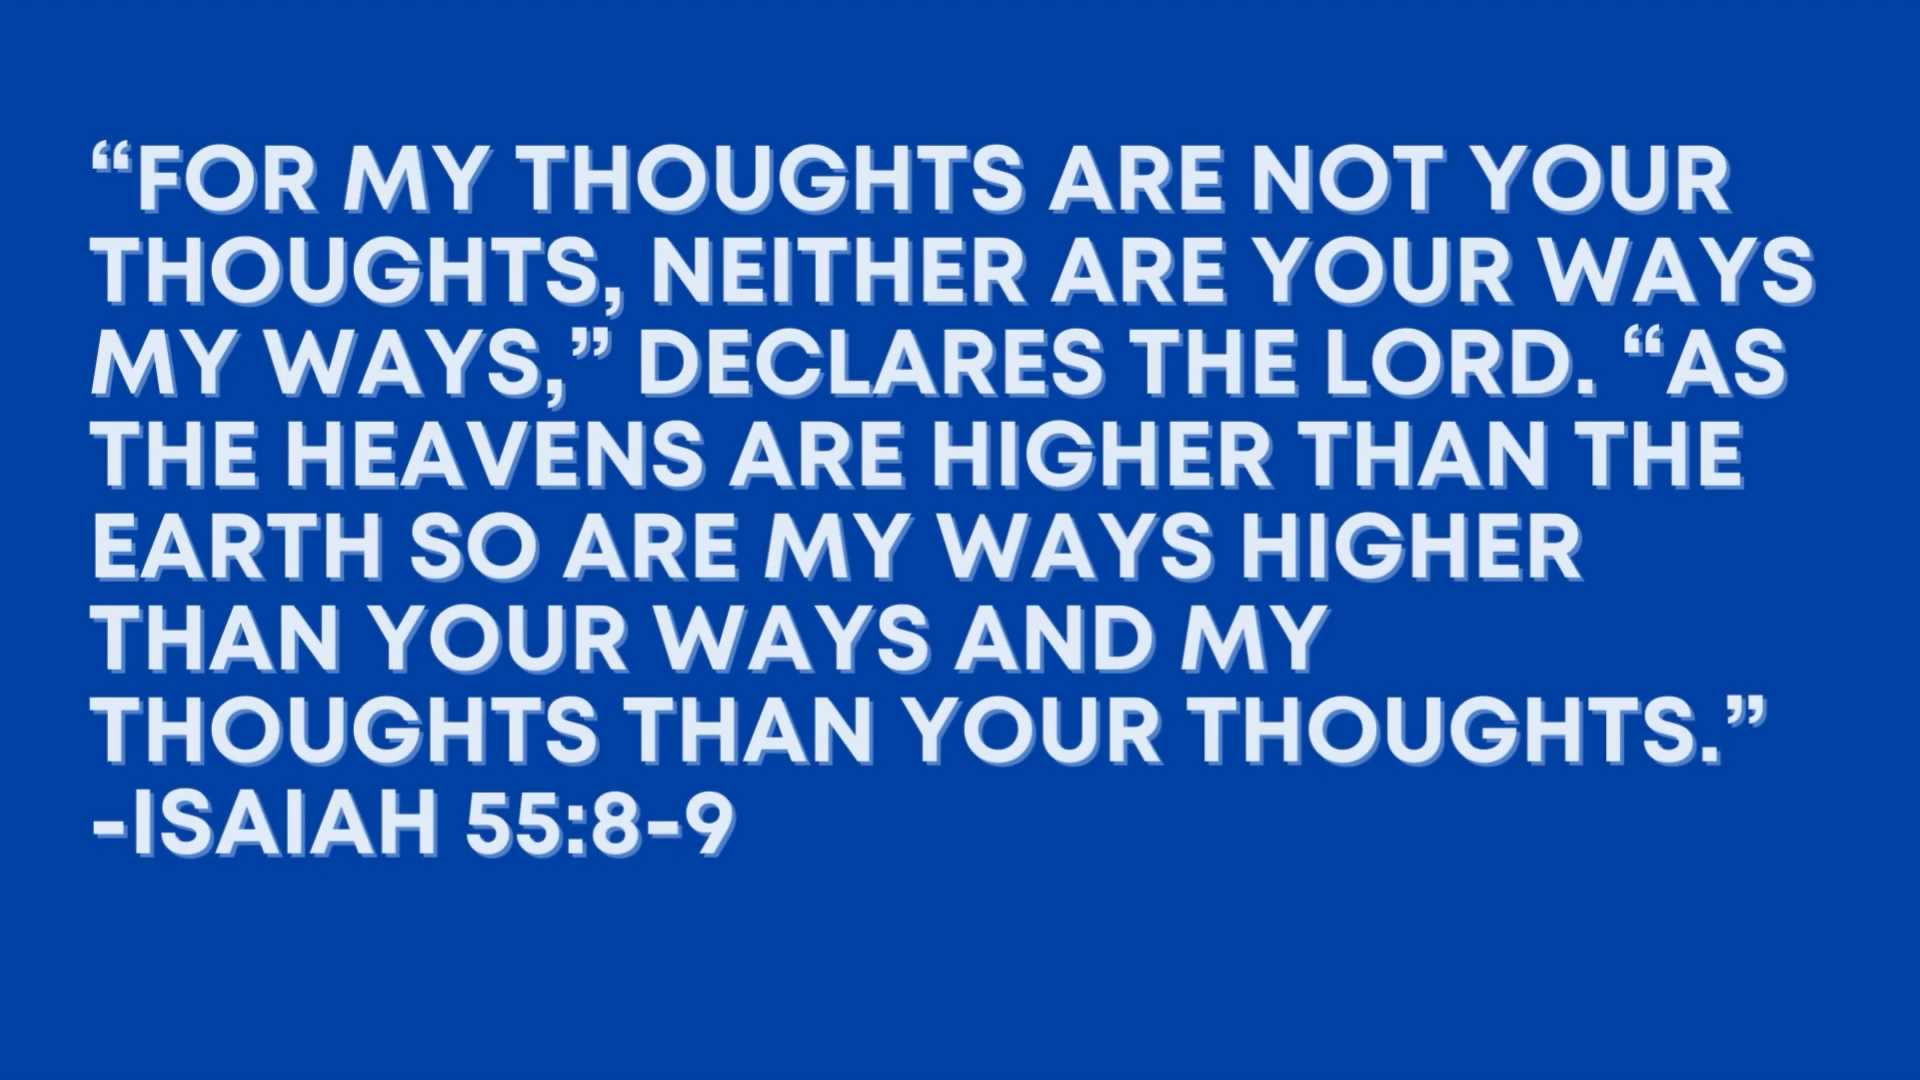 “FOR MY THOUGHTS ARE NOT YOUR
THOUGHTS, NEITHER ARE YOUR WAYS
MY WAYS,” DECLARES THE LORD. “AS
THE HEAVENS ARE HIGHER THAN THE
EARTH SO ARE MY WAYS HIGHER
THAN YOUR WAYS AND MY
THOUGHTS THAN YOUR THOUGHTS.”
-ISAIAH 55:8-9